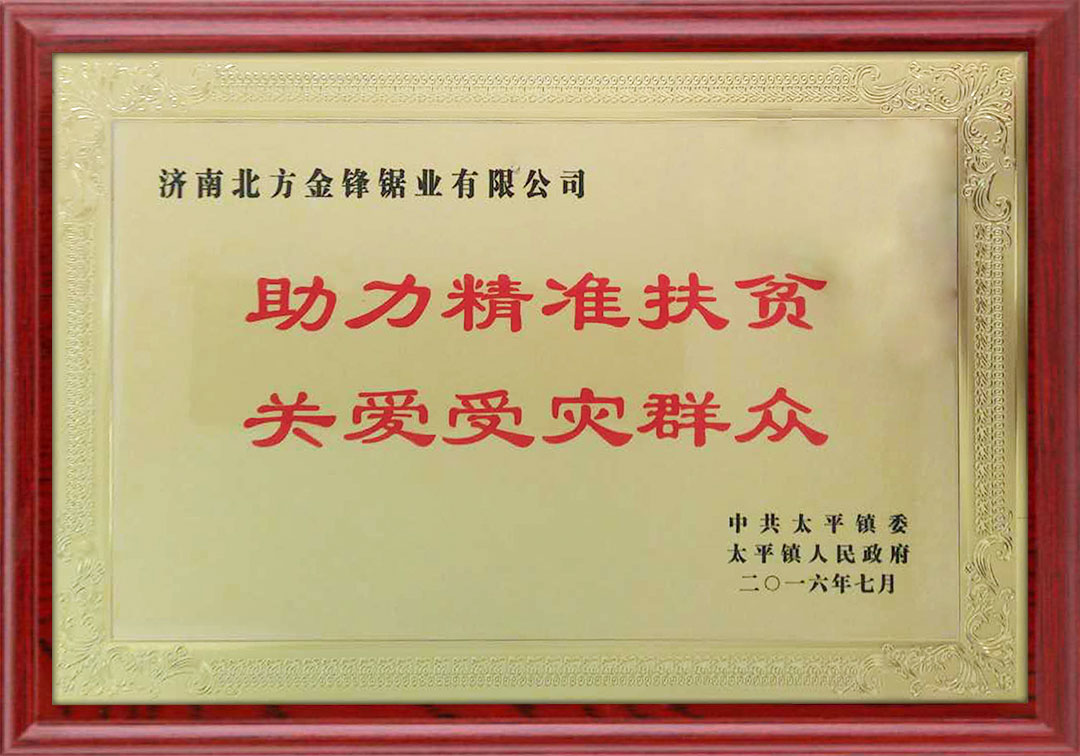 济南北方金锋锯业有限公司
助力精准扶贫
关爱受灾群众
中共太平镇委
太平镇人民政府
二〇一六年七月